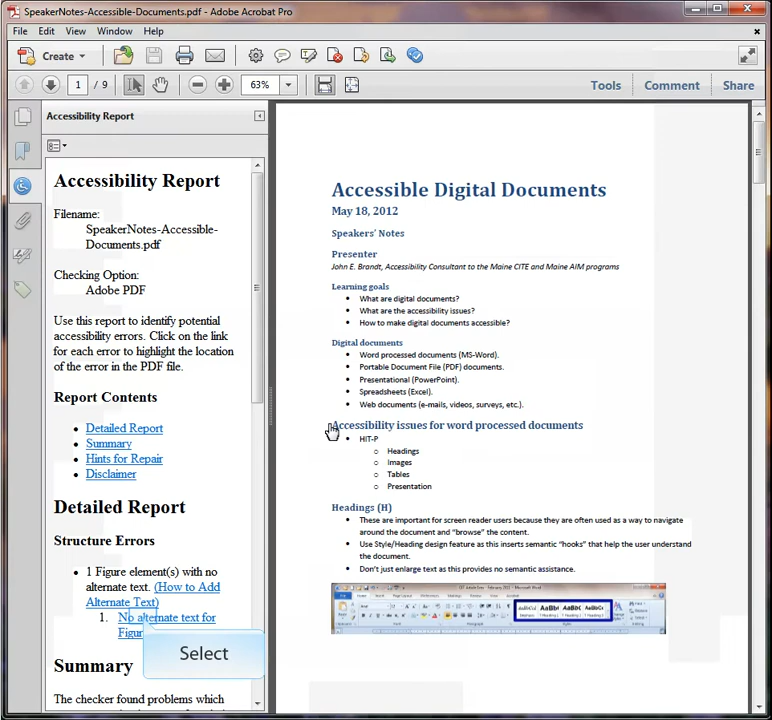 SpeakerNotes-Accessible-Documents.pdf - Adobe Acrobat Pro
File Edit View Window Help
Create
1 / 9 63% Tools Comment Share
Accessibility Report
Accessibility Report
Filename:
SpeakerNotes-Accessible-
Documents.pdf
Checking Option:
Adobe PDF
Use this report to identify potential
accessibility errors. Click on the link
for each error to highlight the location
of the error in the PDF file.
Report Contents
• Detailed Report
• Summary
• Hints for Repair
• Disclaimer
Detailed Report
Structure Errors
• 1 Figure element(s) with no
alternate text. (How to Add
Alternate Text)
1. No alternate text for
Select
Summary
The checker found problems which
Accessible Digital Documents
May 18, 2012
Speakers' Notes
Presenter
John E. Brandt, Accessibility Consultant to the Maine CITE and Maine AIM programs
Learning goals
• What are digital documents?
• What are the accessibility issues?
• How to make digital documents accessible?
Digital documents
• Word processed documents (MS-Word).
• Portable Document File (PDF) documents.
• Presentational (PowerPoint).
• Spreadsheets (Excel).
• Web documents (e-mails, videos, surveys, etc.).
Accessibility issues for word processed documents
• HIT-P
o Headings
o Images
o Tables
o Presentation
Headings (H)
• These are important for screen reader users because they are often used as a way to navigate
around the document and "browse" the content.
• Use Style/Heading design feature as this inserts semantic "hooks" that help the user understand
the document.
• Don't just enlarge text as this provides no semantic assistance.